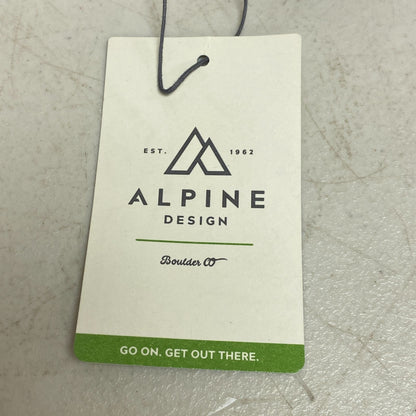 EST. 1962
ALPINE
DESIGN
Boulder CO
GO ON. GET OUT THERE.